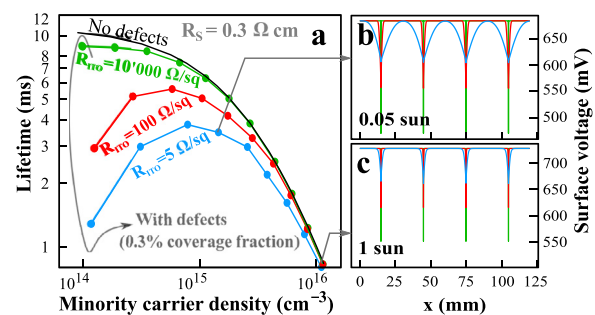 12
10
8
6
5
4
3
2
1
Lifetime (ms)
No defects
R_S = 0.3 Ω cm
a
R_ITO=10'000 Ω/sq
R_ITO=100 Ω/sq
R_ITO=5 Ω/sq
With defects
(0.3% coverage fraction)
10^14
10^15
10^16
Minority carrier density (cm^−3)
b
0.05 sun
650
600
550
500
c
1 sun
700
650
600
550
Surface voltage (mV)
0
25
50
75
100
125
x (mm)